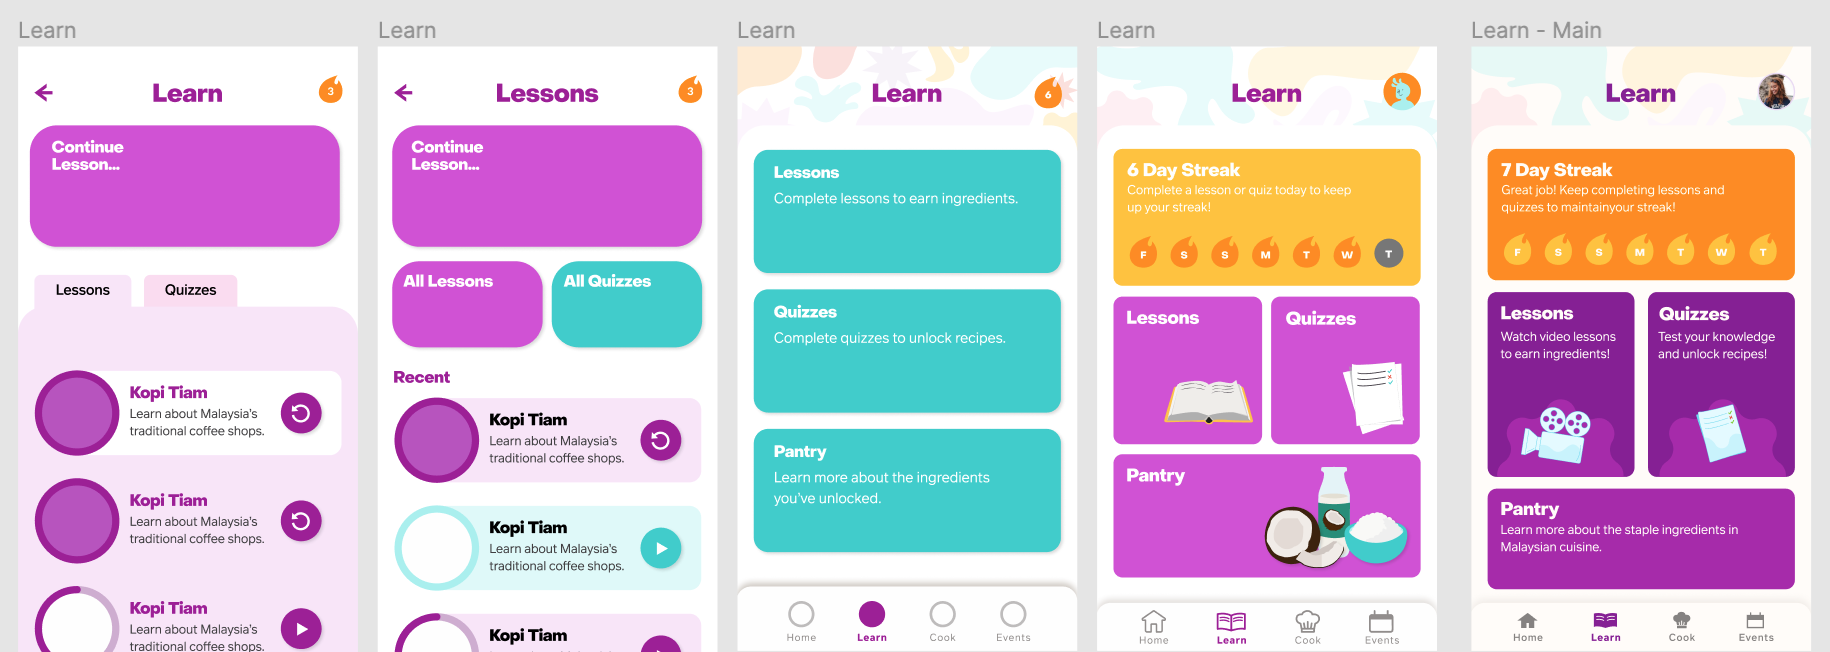 Learn
Learn
3
Continue
Lesson...
Lessons
Quizzes
Kopi Tiam
Learn about Malaysia's
traditional coffee shops.
Kopi Tiam
Learn about Malaysia's
traditional coffee shops.
Kopi Tiam
Learn about Malaysia's
traditional coffee shops.
Learn
Lessons
3
Continue
Lesson...
All Lessons
All Quizzes
Recent
Kopi Tiam
Learn about Malaysia's
traditional coffee shops.
Kopi Tiam
Learn about Malaysia's
traditional coffee shops.
Kopi Tiam
Learn about Malaysia's
traditional coffee shops.
Learn
Learn
6
Lessons
Complete lessons to earn ingredients.
Quizzes
Complete quizzes to unlock recipes.
Pantry
Learn more about the ingredients
you've unlocked.
Home
Learn
Cook
Events
Learn
Learn
6 Day Streak
Complete a lesson or quiz today to keep
up your streak!
F S S M T W T
Lessons
Quizzes
Pantry
Home
Learn
Cook
Events
Learn - Main
Learn
7 Day Streak
Great job! Keep completing lessons and
quizzes to maintainyour streak!
F S S M T W T
Lessons
Watch video lessons
to earn ingredients!
Quizzes
Test your knowledge
and unlock recipes!
Pantry
Learn more about the staple ingredients in
Malaysian cuisine.
Home
Learn
Cook
Events